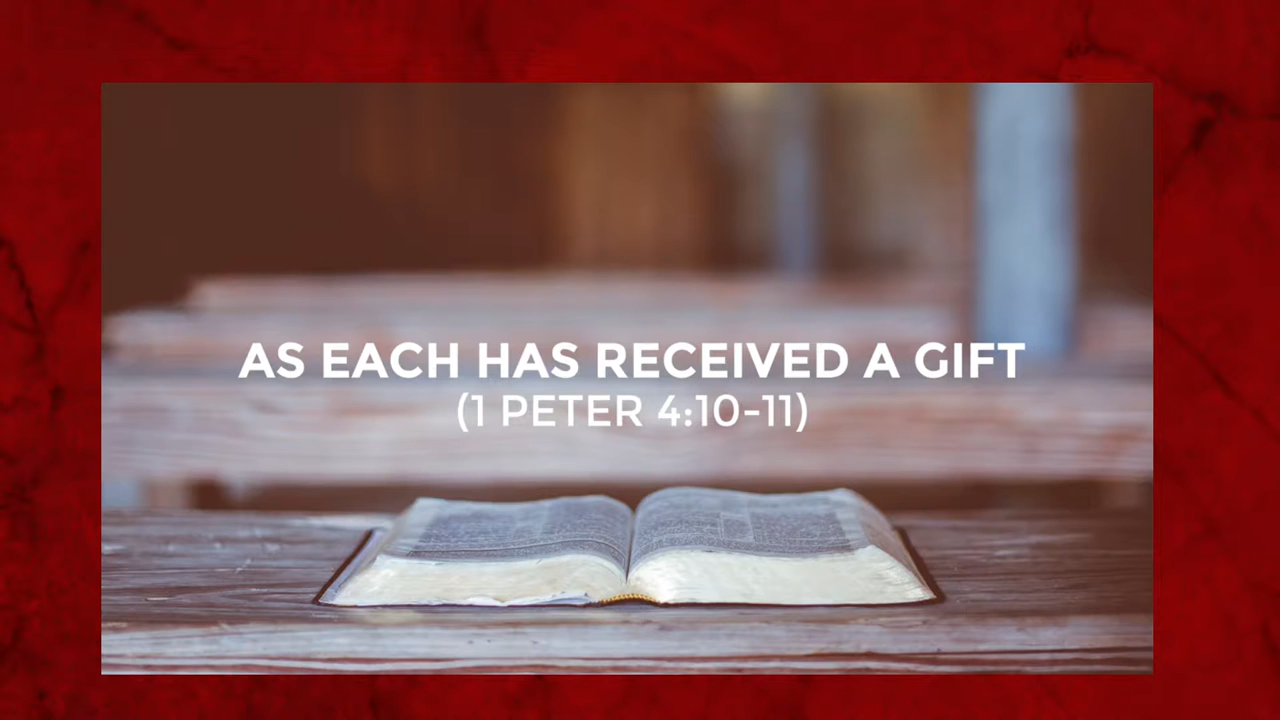 AS EACH HAS RECEIVED A GIFT
(1 PETER 4:10-11)